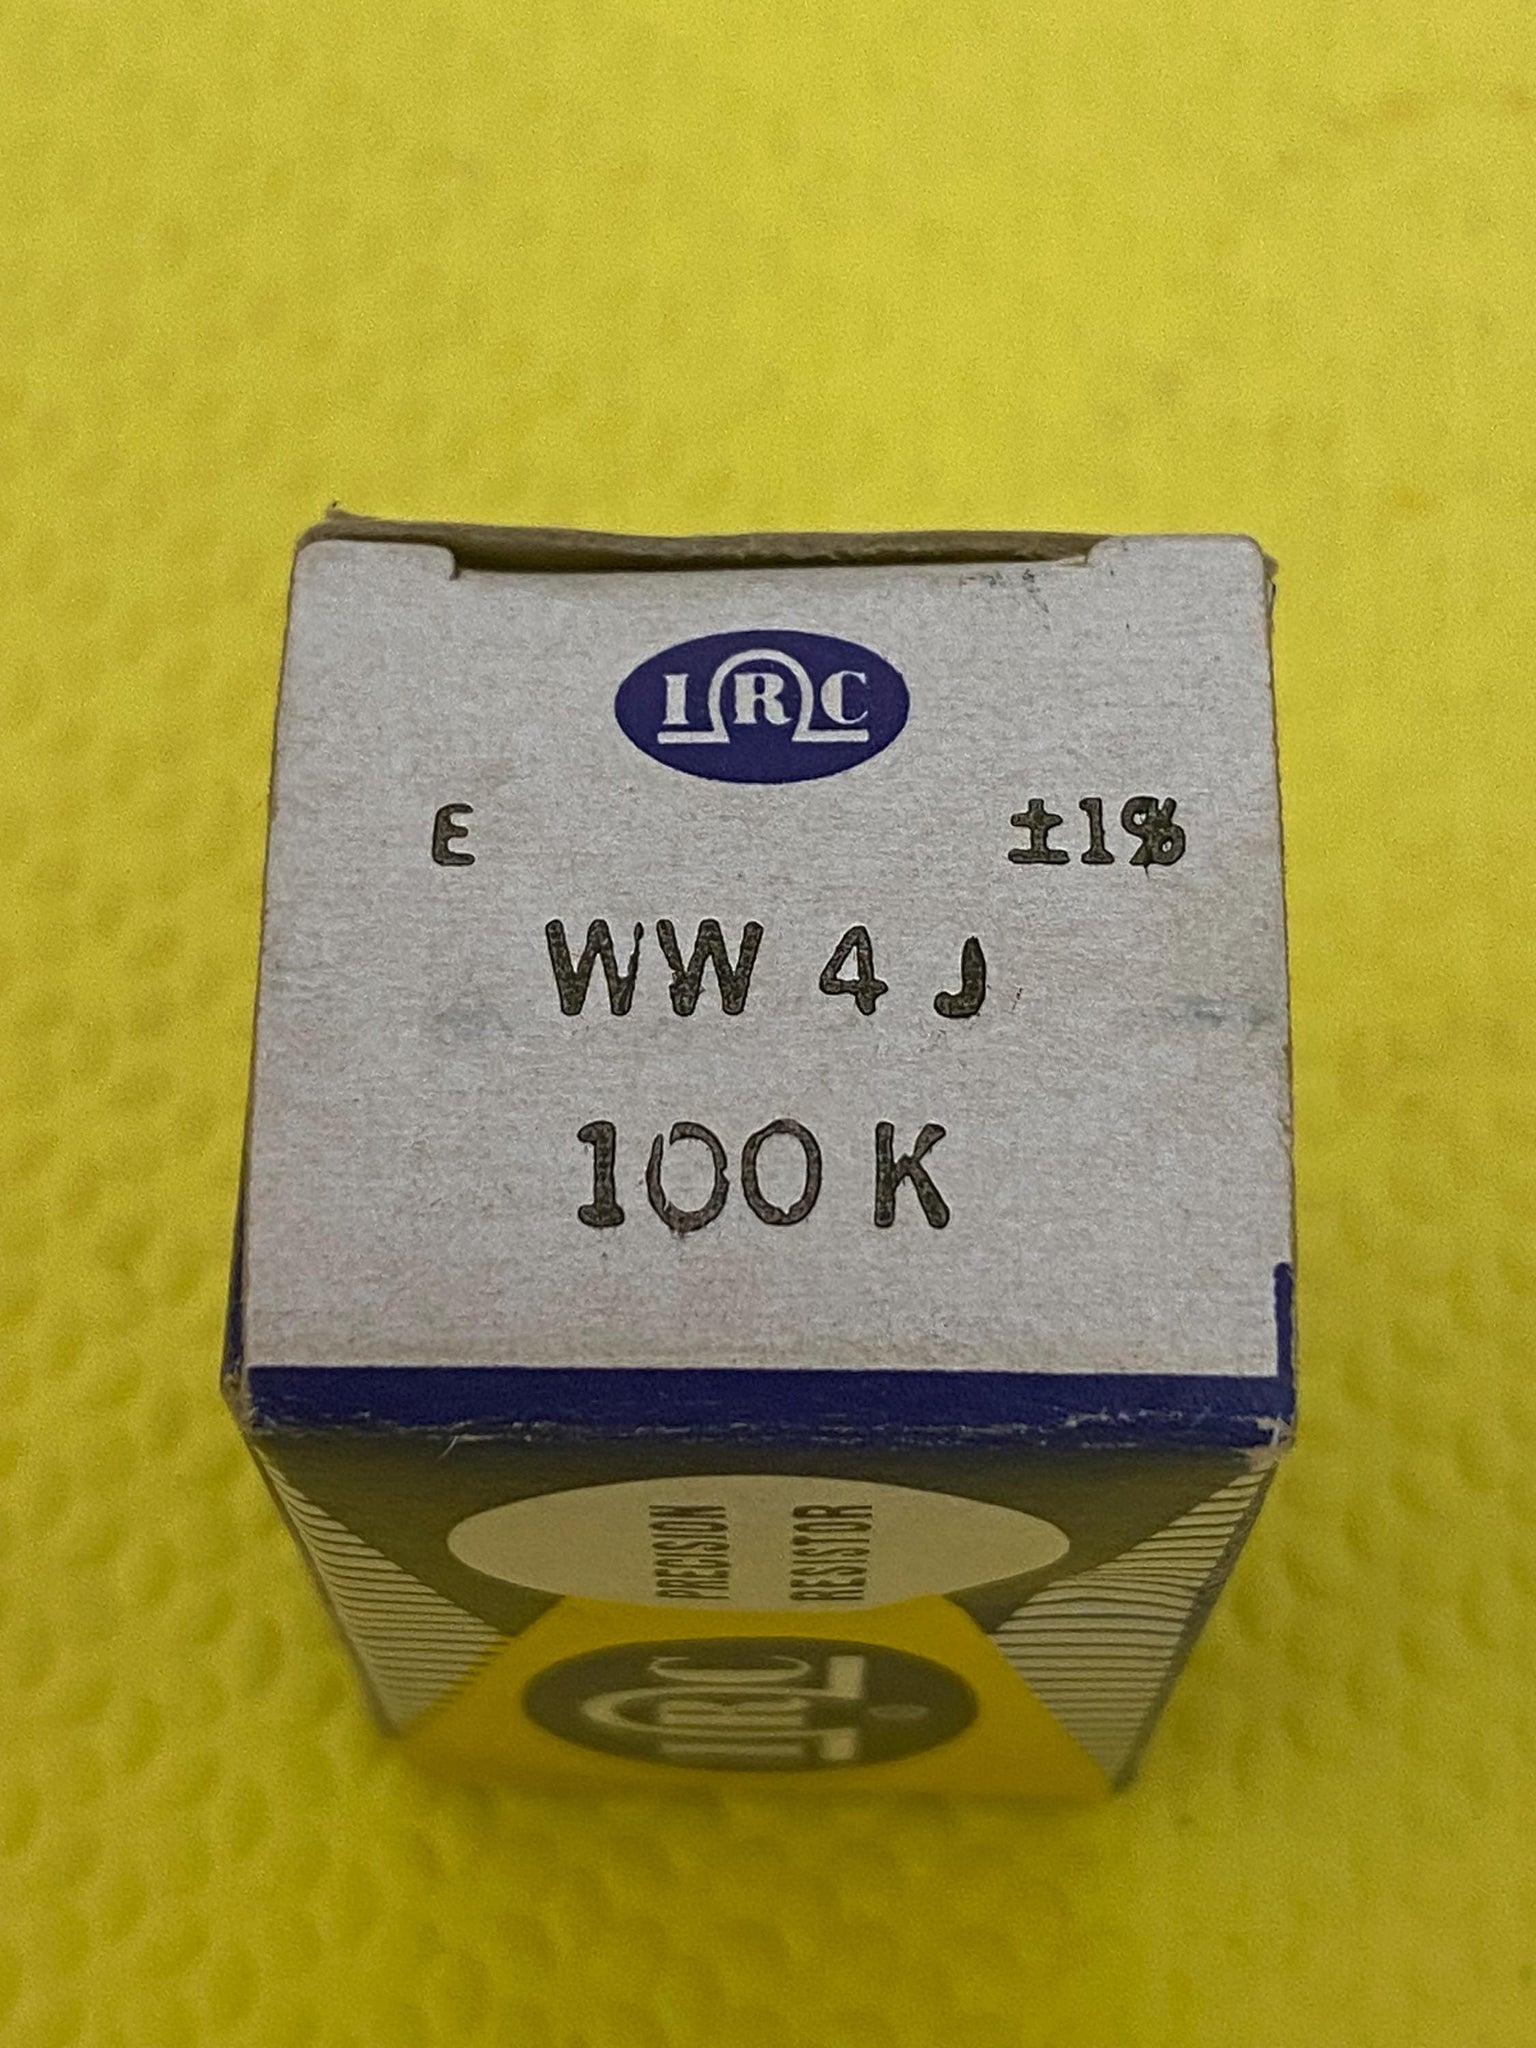 IRC
E ±1%
WW 4 J
100 K
PRECISION
RESISTOR
IRC